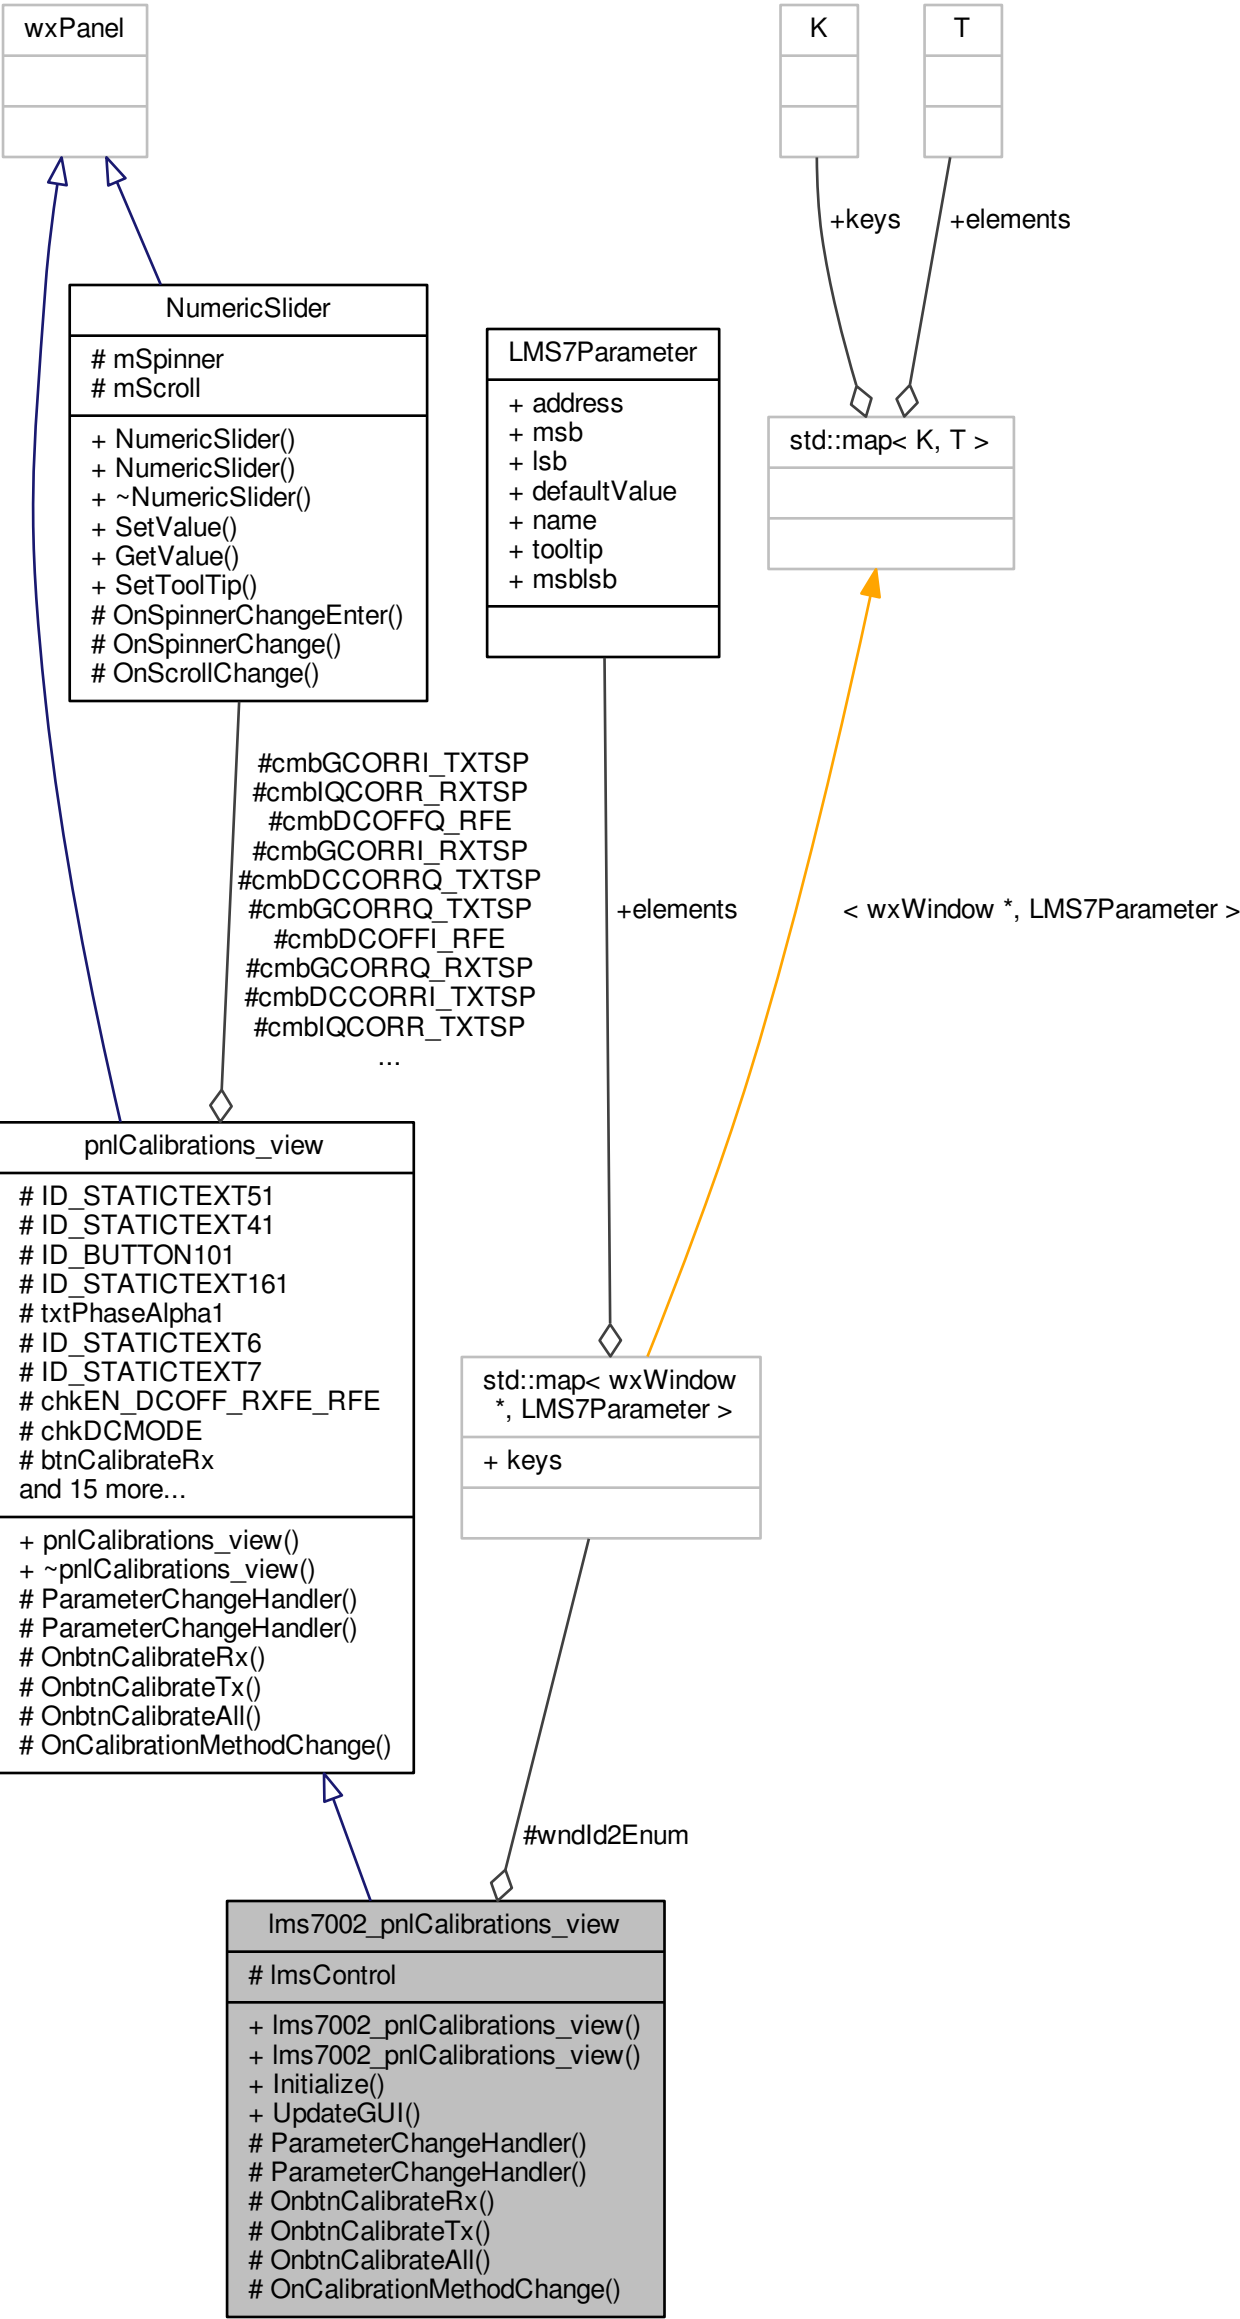 wxPanel
K
T
+keys
+elements
NumericSlider
# mSpinner
# mScroll
+ NumericSlider()
+ NumericSlider()
+ ~NumericSlider()
+ SetValue()
+ GetValue()
+ SetToolTip()
# OnSpinnerChangeEnter()
# OnSpinnerChange()
# OnScrollChange()
LMS7Parameter
+ address
+ msb
+ lsb
+ defaultValue
+ name
+ tooltip
+ msblsb
std::map< K, T >
#cmbGCORRI_TXTSP
#cmbIQCORR_RXTSP
#cmbDCOFFQ_RFE
#cmbGCORRI_RXTSP
#cmbDCCORRQ_TXTSP
#cmbGCORRQ_TXTSP
#cmbDCOFFI_RFE
#cmbGCORRQ_RXTSP
#cmbDCCORRI_TXTSP
#cmbIQCORR_TXTSP
...
+elements
< wxWindow *, LMS7Parameter >
pnlCalibrations_view
# ID_STATICTEXT51
# ID_STATICTEXT41
# ID_BUTTON101
# ID_STATICTEXT161
# txtPhaseAlpha1
# ID_STATICTEXT6
# ID_STATICTEXT7
# chkEN_DCOFF_RXFE_RFE
# chkDCMODE
# btnCalibrateRx
and 15 more...
+ pnlCalibrations_view()
+ ~pnlCalibrations_view()
# ParameterChangeHandler()
# ParameterChangeHandler()
# OnbtnCalibrateRx()
# OnbtnCalibrateTx()
# OnbtnCalibrateAll()
# OnCalibrationMethodChange()
std::map< wxWindow
*, LMS7Parameter >
+ keys
#wndId2Enum
lms7002_pnlCalibrations_view
# lmsControl
+ lms7002_pnlCalibrations_view()
+ lms7002_pnlCalibrations_view()
+ Initialize()
+ UpdateGUI()
# ParameterChangeHandler()
# ParameterChangeHandler()
# OnbtnCalibrateRx()
# OnbtnCalibrateTx()
# OnbtnCalibrateAll()
# OnCalibrationMethodChange()